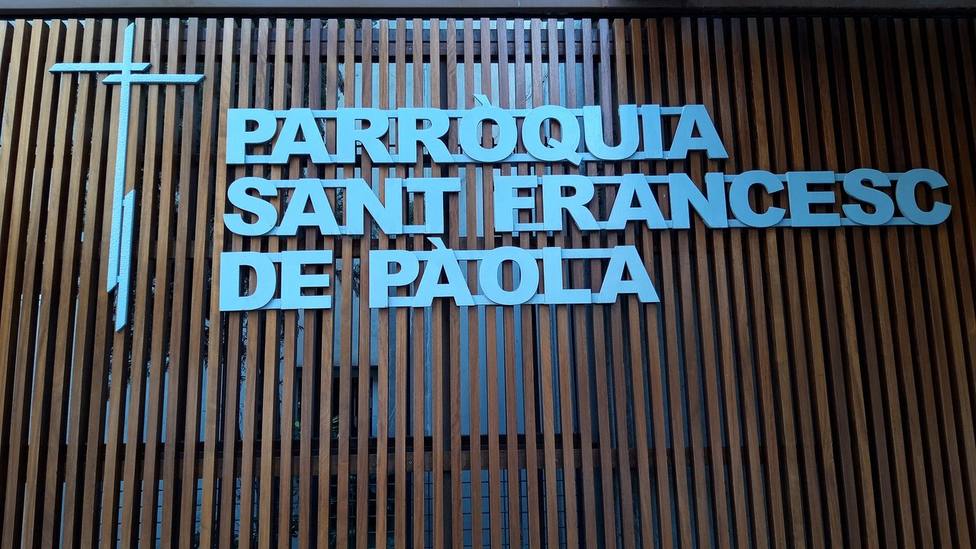 PARRÒQUIA
SANT FRANCESC
DE PÀOLA